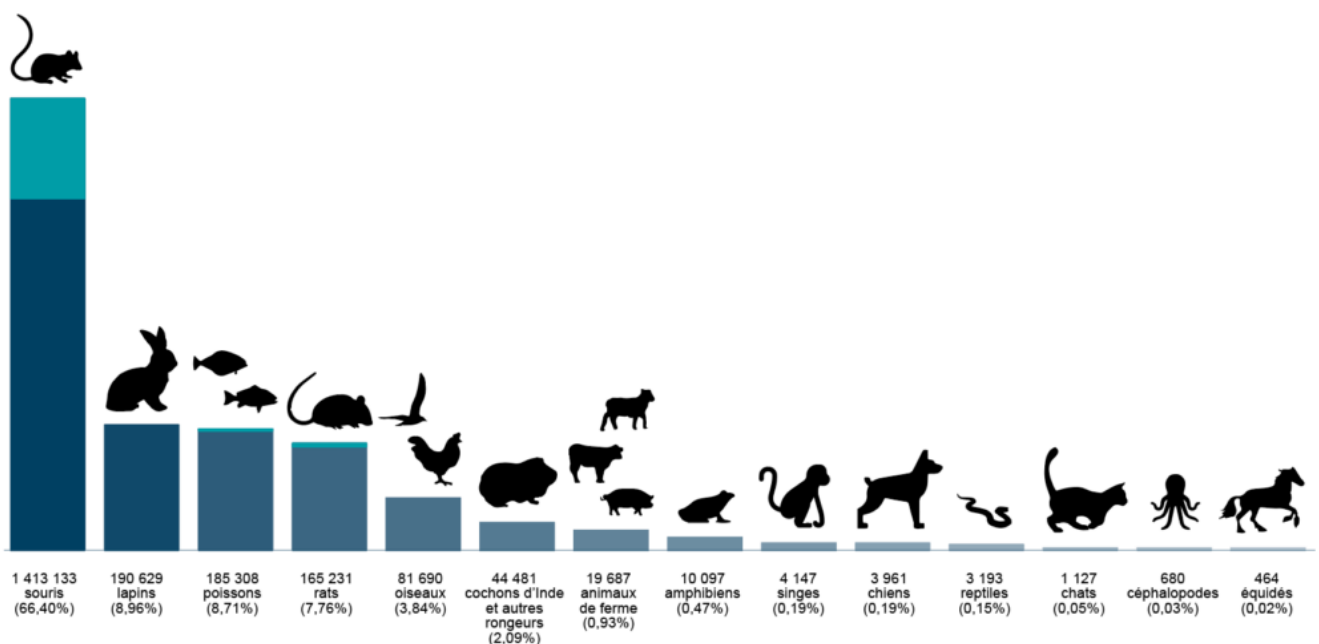 1 413 133
souris
(66,40%)
190 629
lapins
(8,96%)
185 308
poissons
(8,71%)
165 231
rats
(7,76%)
81 690
oiseaux
(3,84%)
44 481
cochons d'Inde
et autres
rongeurs
(2,09%)
19 687
animaux
de ferme
(0,93%)
10 097
amphibiens
(0,47%)
4 147
singes
(0,19%)
3 961
chiens
(0,19%)
3 193
reptiles
(0,15%)
1 127
chats
(0,05%)
680
céphalopodes
(0,03%)
464
équidés
(0,02%)